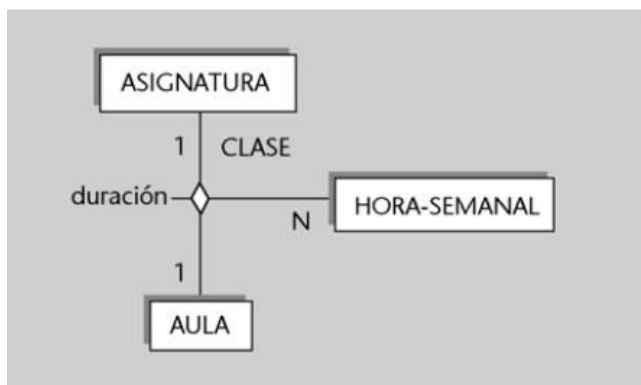 ASIGNATURA
1 CLASE
duración
HORA-SEMANAL
N
1
AULA